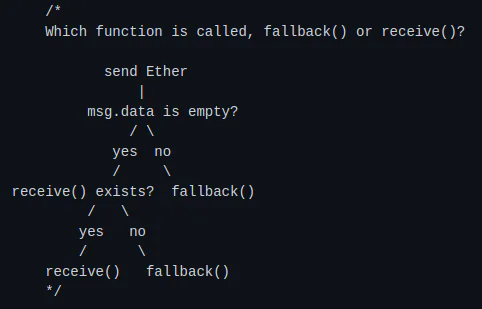 /*
Which function is called, fallback() or receive()?
send Ether
|
msg.data is empty?
/ \
yes no
/ \
receive() exists? fallback()
/ \
yes no
/ \
receive() fallback()
*/